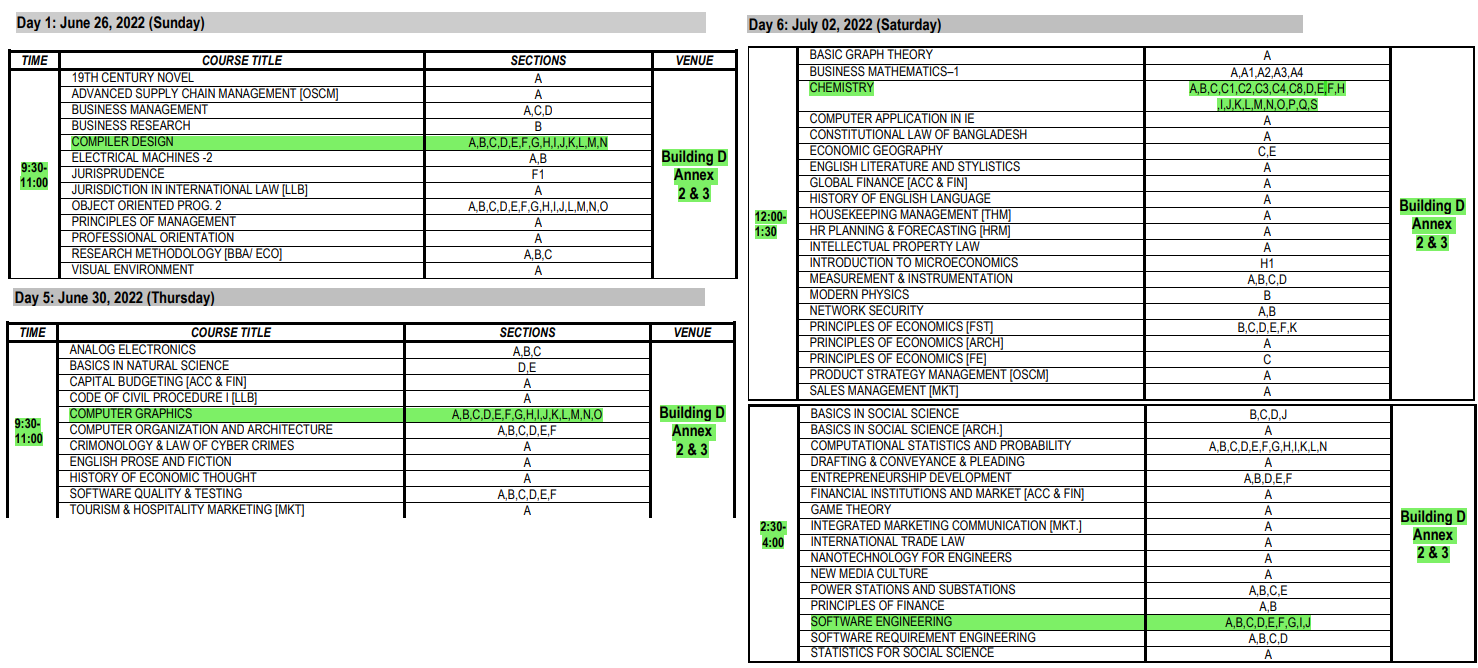 Day 1: June 26, 2022 (Sunday)
TIME COURSE TITLE SECTIONS VENUE
9:30-
11:00
19TH CENTURY NOVEL A
ADVANCED SUPPLY CHAIN MANAGEMENT [OSCM] A
BUSINESS MANAGEMENT A,C,D
BUSINESS RESEARCH B
COMPILER DESIGN A,B,C,D,E,F,G,H,I,J,K,L,M,N
ELECTRICAL MACHINES -2 A,B
JURISPRUDENCE F1
JURISDICTION IN INTERNATIONAL LAW [LLB] A
OBJECT ORIENTED PROG. 2 A,B,C,D,E,F,G,H,I,J,L,M,N,O
PRINCIPLES OF MANAGEMENT A
PROFESSIONAL ORIENTATION A
RESEARCH METHODOLOGY [BBA/ ECO] A,B,C
VISUAL ENVIRONMENT A
Building D
Annex
2 & 3
Day 5: June 30, 2022 (Thursday)
TIME COURSE TITLE SECTIONS VENUE
9:30-
11:00
ANALOG ELECTRONICS A,B,C
BASICS IN NATURAL SCIENCE D,E
CAPITAL BUDGETING [ACC & FIN] A
CODE OF CIVIL PROCEDURE I [LLB] A
COMPUTER GRAPHICS A,B,C,D,E,F,G,H,I,J,K,L,M,N,O
COMPUTER ORGANIZATION AND ARCHITECTURE A,B,C,D,E,F
CRIMONOLOGY & LAW OF CYBER CRIMES A
ENGLISH PROSE AND FICTION A
HISTORY OF ECONOMIC THOUGHT A
SOFTWARE QUALITY & TESTING A,B,C,D,E,F
TOURISM & HOSPITALITY MARKETING [MKT] A
Building D
Annex
2 & 3
Day 6: July 02, 2022 (Saturday)
12:00-
1:30
BASIC GRAPH THEORY A
BUSINESS MATHEMATICS–1 A,A1,A2,A3,A4
CHEMISTRY A,B,C,C1,C2,C3,C4,C8,D,E,F,H
,I,J,K,L,M,N,O,P,Q,S
COMPUTER APPLICATION IN IE A
CONSTITUTIONAL LAW OF BANGLADESH A
ECONOMIC GEOGRAPHY C,E
ENGLISH LITERATURE AND STYLISTICS A
GLOBAL FINANCE [ACC & FIN] A
HISTORY OF ENGLISH LANGUAGE A
HOUSEKEEPING MANAGEMENT [THM] A
HR PLANNING & FORECASTING [HRM] A
INTELLECTUAL PROPERTY LAW A
INTRODUCTION TO MICROECONOMICS H1
MEASUREMENT & INSTRUMENTATION A,B,C,D
MODERN PHYSICS B
NETWORK SECURITY A,B
PRINCIPLES OF ECONOMICS [FST] B,C,D,E,F,K
PRINCIPLES OF ECONOMICS [ARCH] A
PRINCIPLES OF ECONOMICS [FE] C
PRODUCT STRATEGY MANAGEMENT [OSCM] A
SALES MANAGEMENT [MKT] A
Building D
Annex
2 & 3
2:30-
4:00
BASICS IN SOCIAL SCIENCE B,C,D,J
BASICS IN SOCIAL SCIENCE [ARCH.] A
COMPUTATIONAL STATISTICS AND PROBABILITY A,B,C,D,E,F,G,H,I,K,L,N
DRAFTING & CONVEYANCE & PLEADING A
ENTREPRENEURSHIP DEVELOPMENT A,B,D,E,F
FINANCIAL INSTITUTIONS AND MARKET [ACC & FIN] A
GAME THEORY A
INTEGRATED MARKETING COMMUNICATION [MKT.] A
INTERNATIONAL TRADE LAW A
NANOTECHNOLOGY FOR ENGINEERS A
NEW MEDIA CULTURE A
POWER STATIONS AND SUBSTATIONS A,B,C,E
PRINCIPLES OF FINANCE A,B
SOFTWARE ENGINEERING A,B,C,D,E,F,G,I,J
SOFTWARE REQUIREMENT ENGINEERING A,B,C,D
STATISTICS FOR SOCIAL SCIENCE A
Building D
Annex
2 & 3